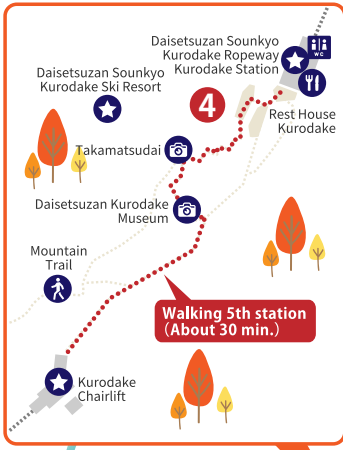 Daisetsuzan Sounkyo
Kurodake Ropeway
Kurodake Station
WC
Daisetsuzan Sounkyo
Kurodake Ski Resort
4
Rest House
Kurodake
Takamatsudai
Daisetsuzan Kurodake
Museum
Mountain
Trail
Walking 5th station
(About 30 min.)
Kurodake
Chairlift